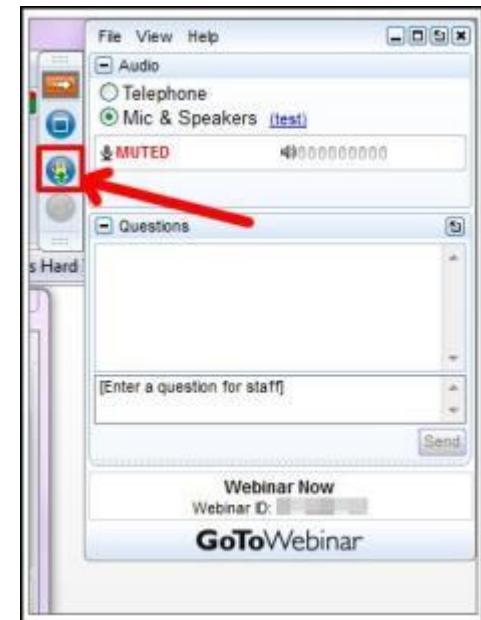 File View Help
Audio
Telephone
Mic & Speakers (test)
MUTED
Questions
s Hard
[Enter a question for staff]
Send
Webinar Now
Webinar ID:
GoToWebinar